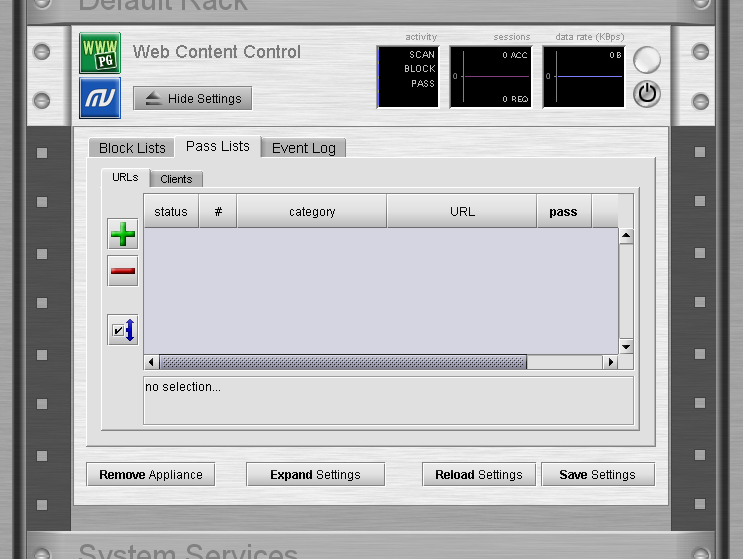 Default Rack
WWW
PG
Web Content Control
Hide Settings
activity
SCAN
BLOCK
PASS
sessions
0 ACC
0
0 REQ
data rate (KBps)
0 B
0
Block Lists
Pass Lists
Event Log
URLs
Clients
status # category URL pass
no selection...
Remove Appliance
Expand Settings
Reload Settings
Save Settings
System Services